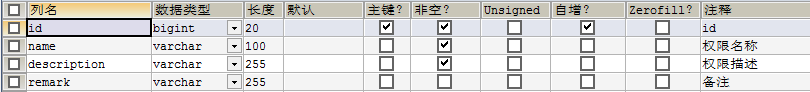 列名 数据类型 长度 默认 主键? 非空? Unsigned 自增? Zerofill? 注释
id bigint 20 id
name varchar 100 权限名称
description varchar 255 权限描述
remark varchar 255 备注